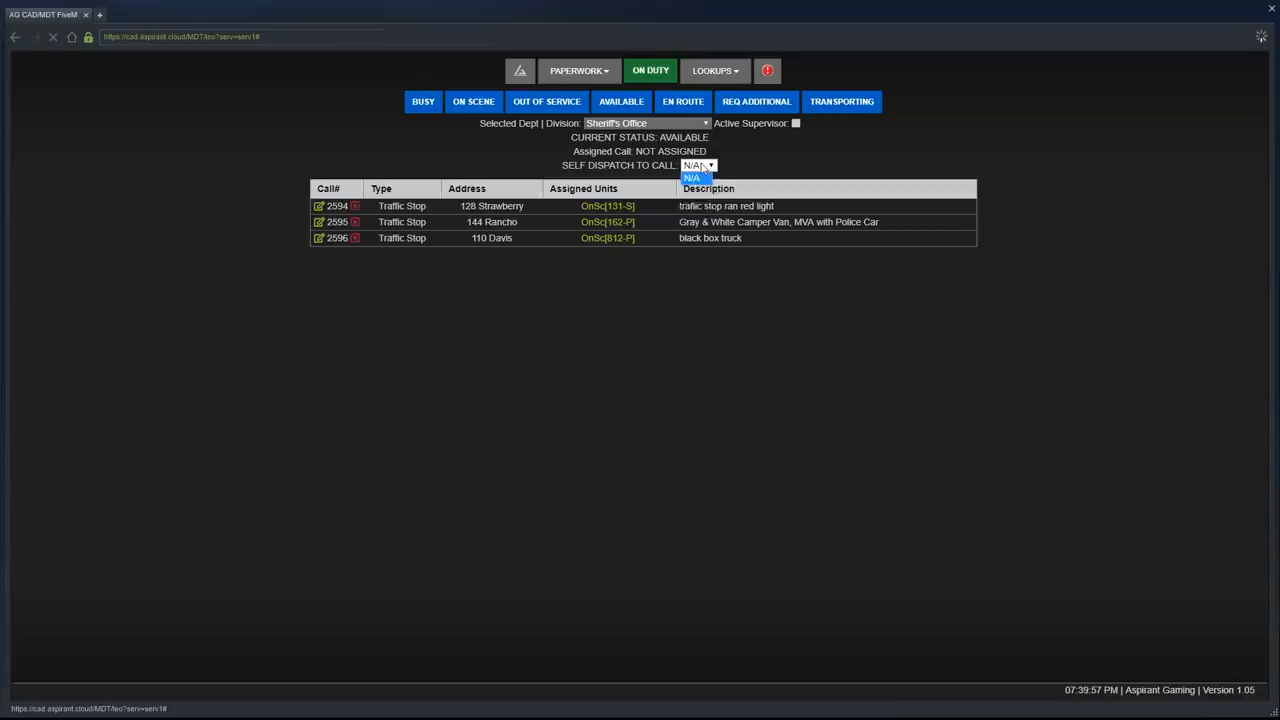 AG CAD/MDT FiveM
https://cad.aspirant.cloud/MDT/leo?serv=serv1#
PAPERWORK ON DUTY LOOKUPS
BUSY ON SCENE OUT OF SERVICE AVAILABLE EN ROUTE REQ ADDITIONAL TRANSPORTING
Selected Dept | Division: Sheriff's Office Active Supervisor:
CURRENT STATUS: AVAILABLE
Assigned Call: NOT ASSIGNED
SELF DISPATCH TO CALL: N/A
N/A
Call# Type Address Assigned Units Description
2594 Traffic Stop 128 Strawberry OnSc[131-S] traffic stop ran red light
2595 Traffic Stop 144 Rancho OnSc[162-P] Gray & White Camper Van, MVA with Police Car
2596 Traffic Stop 110 Davis OnSc[812-P] black box truck
07:39:57 PM | Aspirant Gaming | Version 1.05
https://cad.aspirant.cloud/MDT/leo?serv=serv1#